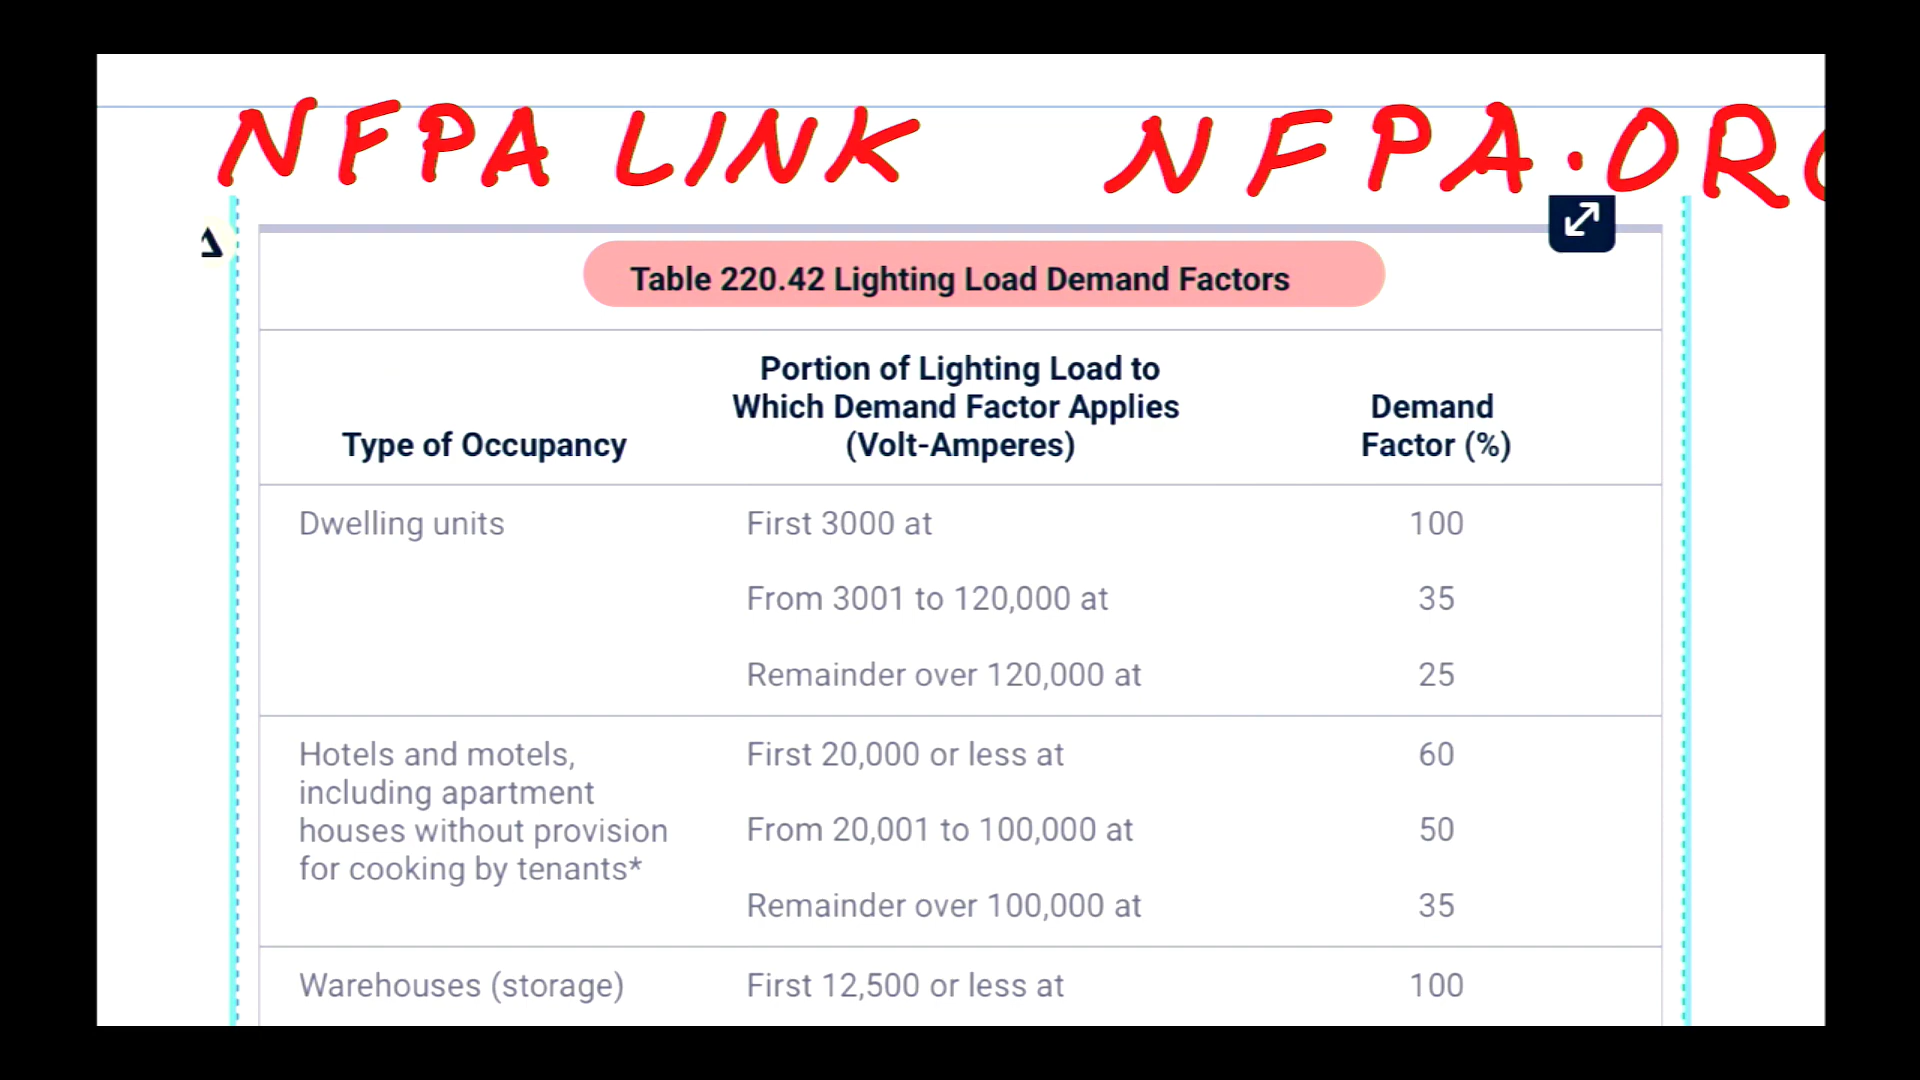 NFPA LINK NFPA.ORG
Δ
Table 220.42 Lighting Load Demand Factors
Type of Occupancy
Portion of Lighting Load to
Which Demand Factor Applies
(Volt-Amperes)
Demand
Factor (%)
Dwelling units First 3000 at 100
From 3001 to 120,000 at 35
Remainder over 120,000 at 25
Hotels and motels,
including apartment
houses without provision
for cooking by tenants*
First 20,000 or less at 60
From 20,001 to 100,000 at 50
Remainder over 100,000 at 35
Warehouses (storage) First 12,500 or less at 100